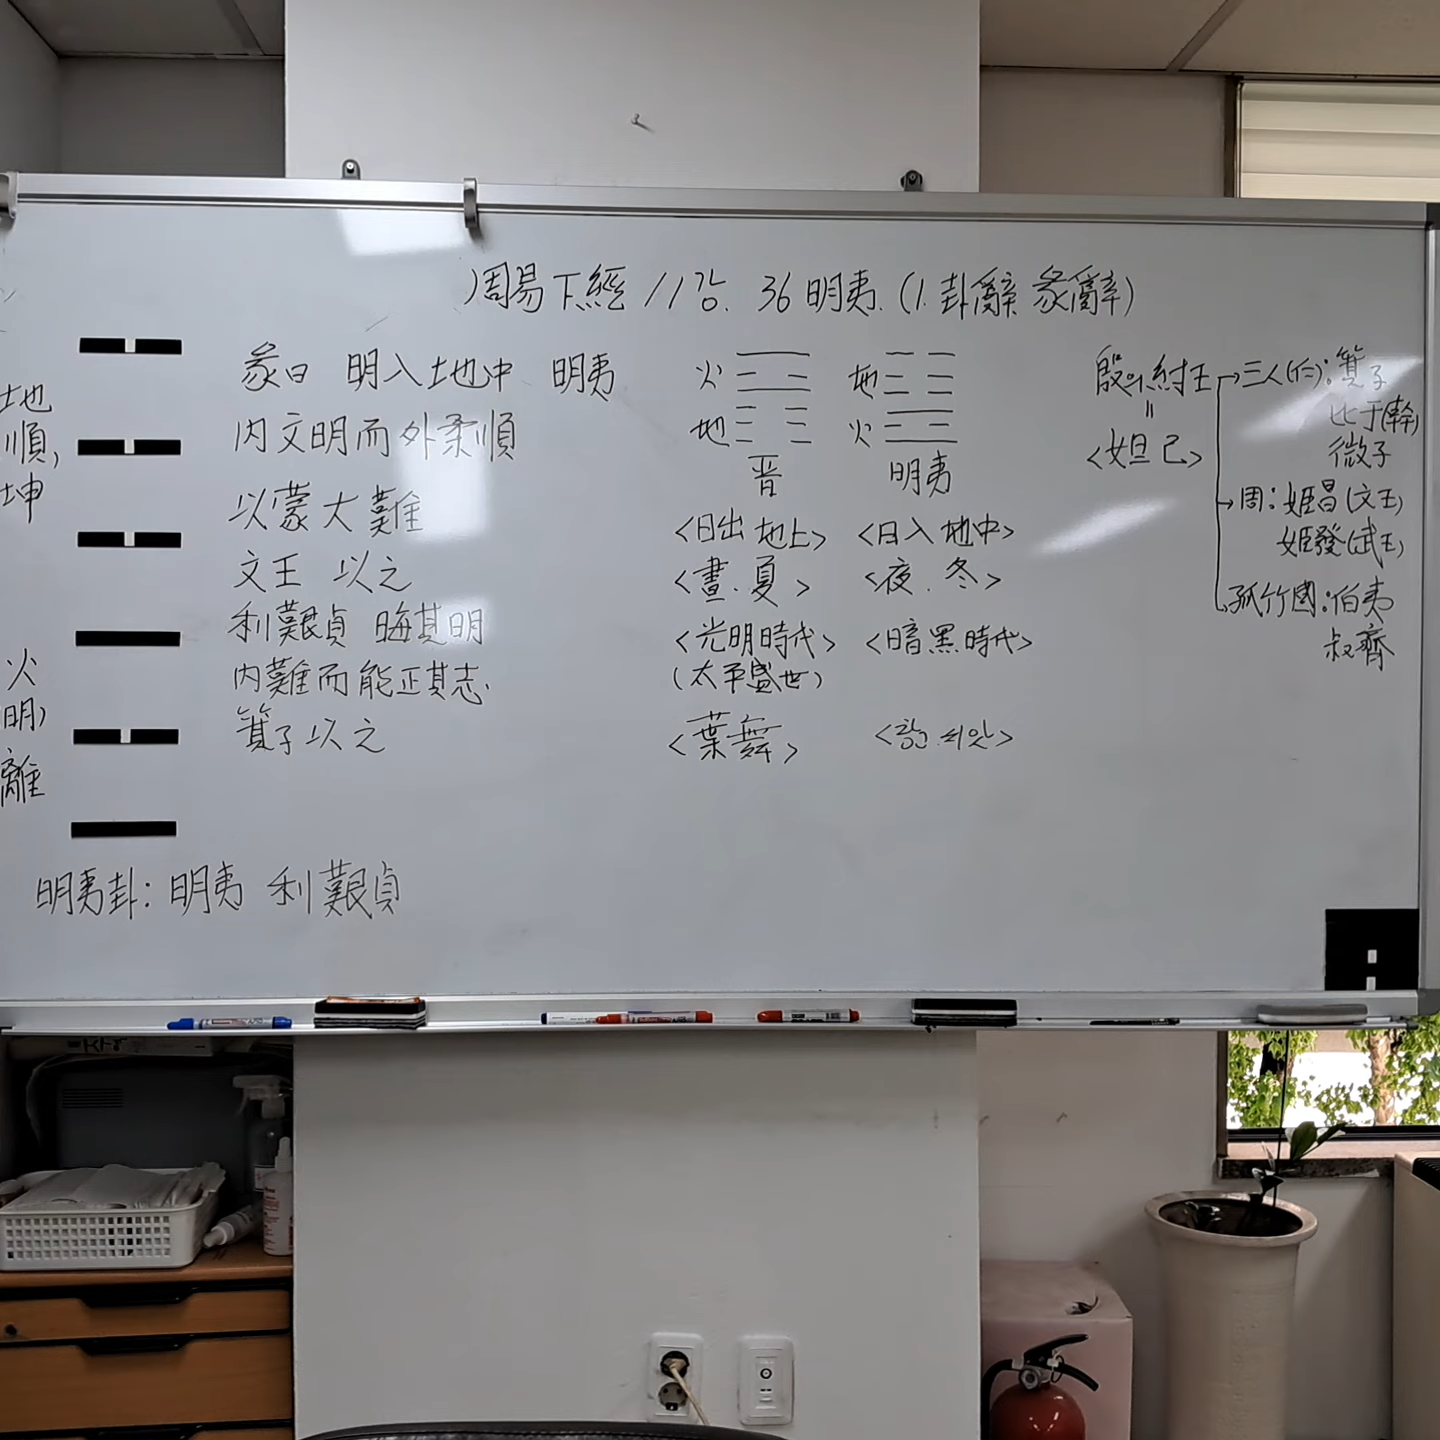 周易下經 11강. 36 明夷. (1. 卦辭 彖辭)
地
順,
坤
火
明)
離
彖曰 明入地中 明夷
內文明而外柔順
以蒙大難
文王 以之
利艱貞 晦其明
內難而能正其志.
箕子以之
明夷卦: 明夷 利艱貞
火 地
地 火
晋 明夷
<日出地上> <日入地中>
<晝.夏> <夜.冬>
<光明時代> <暗黑時代>
(太平盛世)
<葉舞>
殷:紂王→三人(仁):箕子
比干(幹)
微子
"
<妲己>
→周:姬昌(文王)
姬發(武王)
孤竹國:伯夷
叔齊